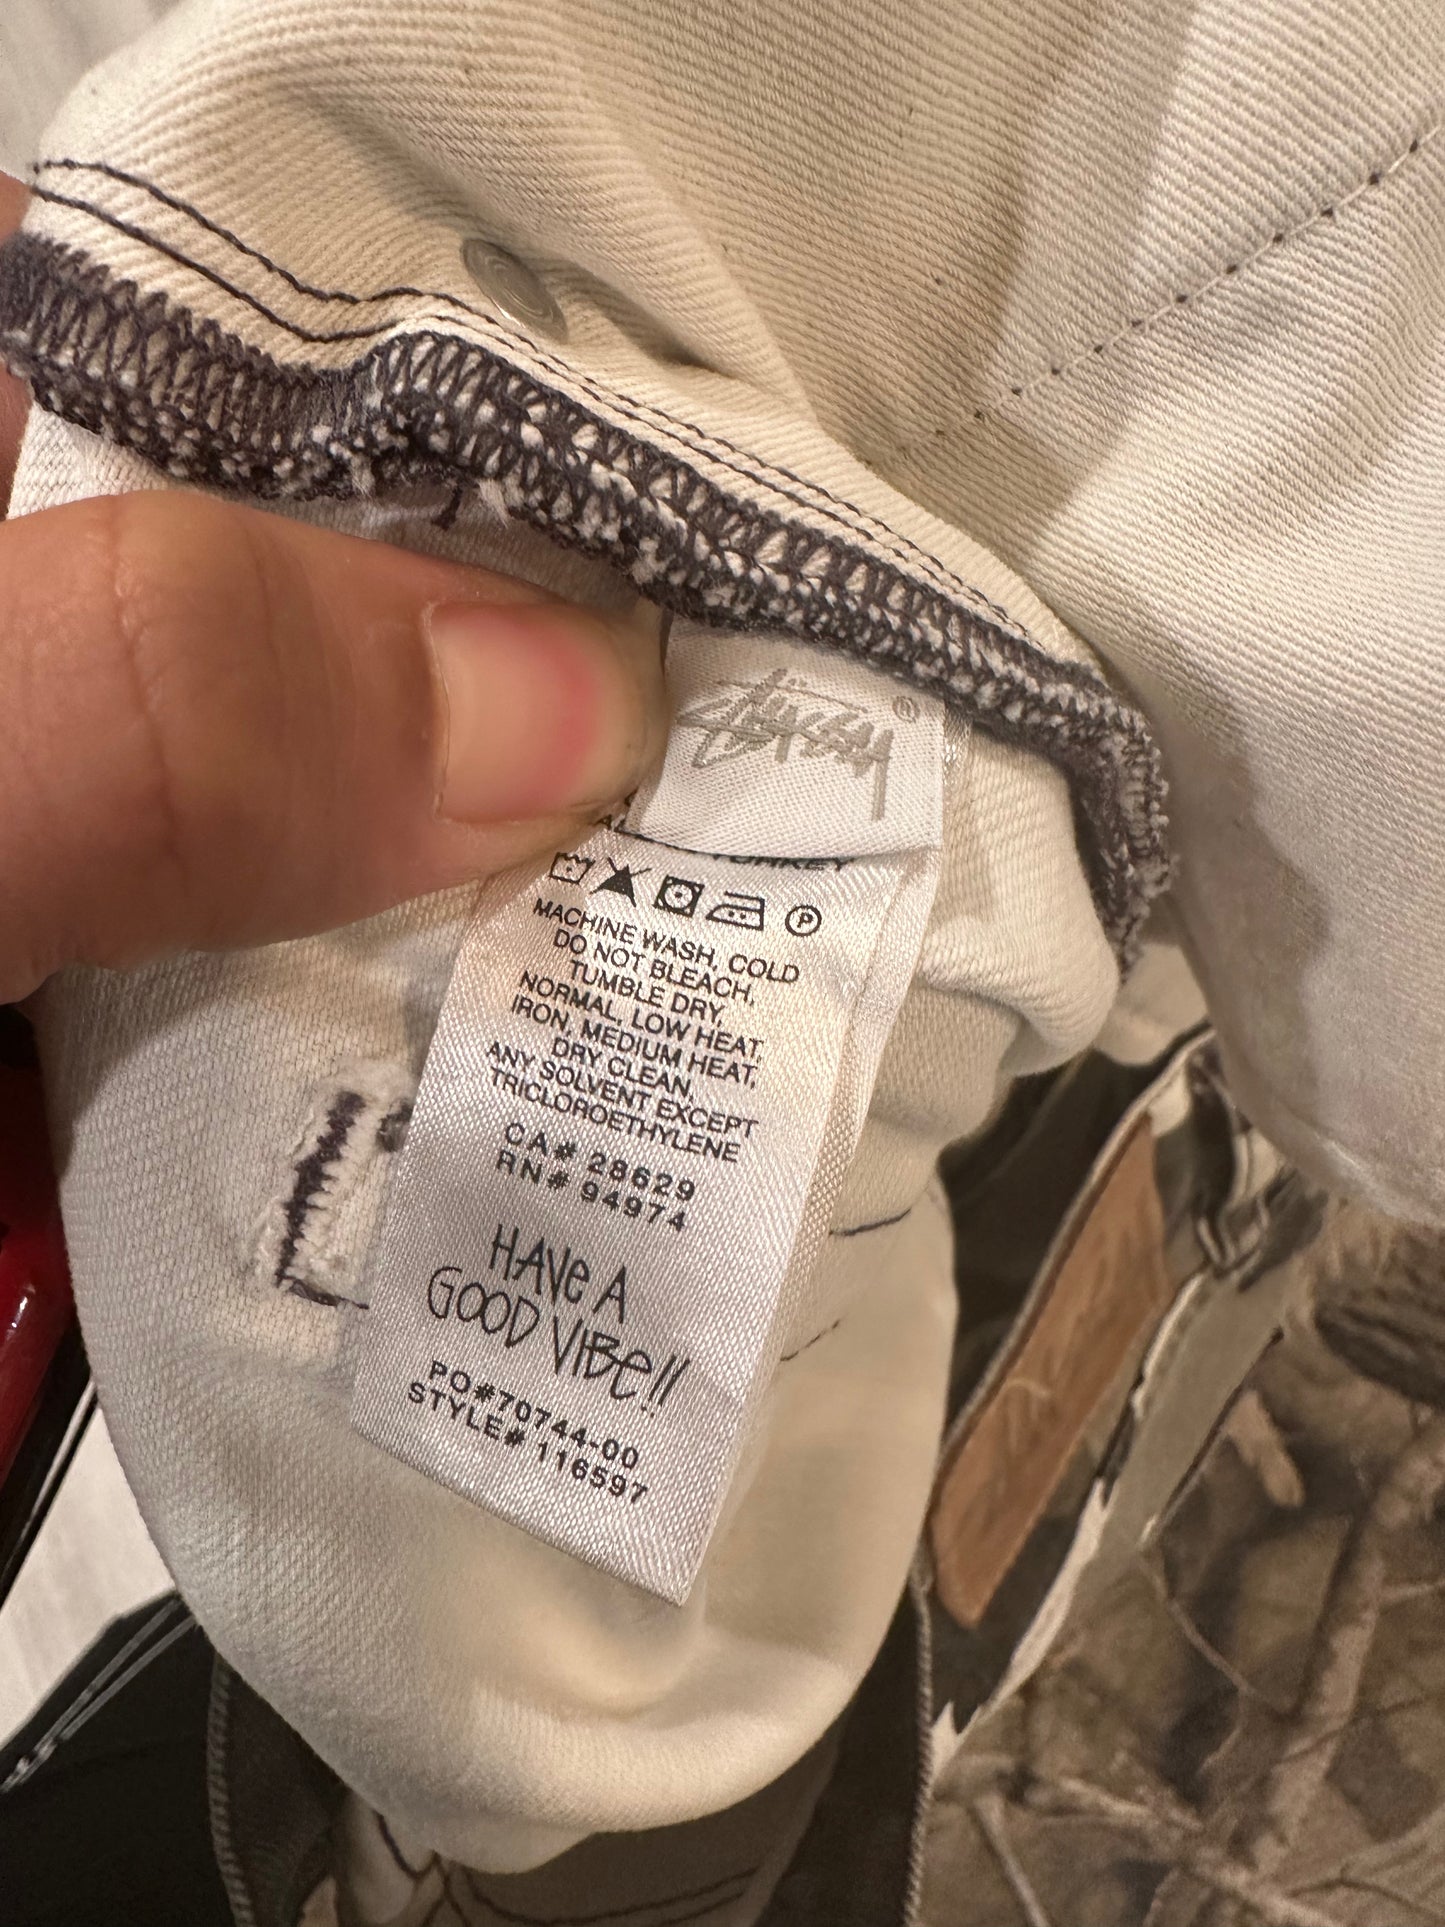 Stüssy ®
TURKEY
MACHINE WASH, COLD
DO NOT BLEACH,
TUMBLE DRY,
NORMAL, LOW HEAT,
IRON, MEDIUM HEAT,
DRY CLEAN,
ANY SOLVENT EXCEPT
TRICLOROETHYLENE
CA# 28629
RN# 94974
HAVE A
GOOD VIBE!!
PO#70744-00
STYLE# 116597